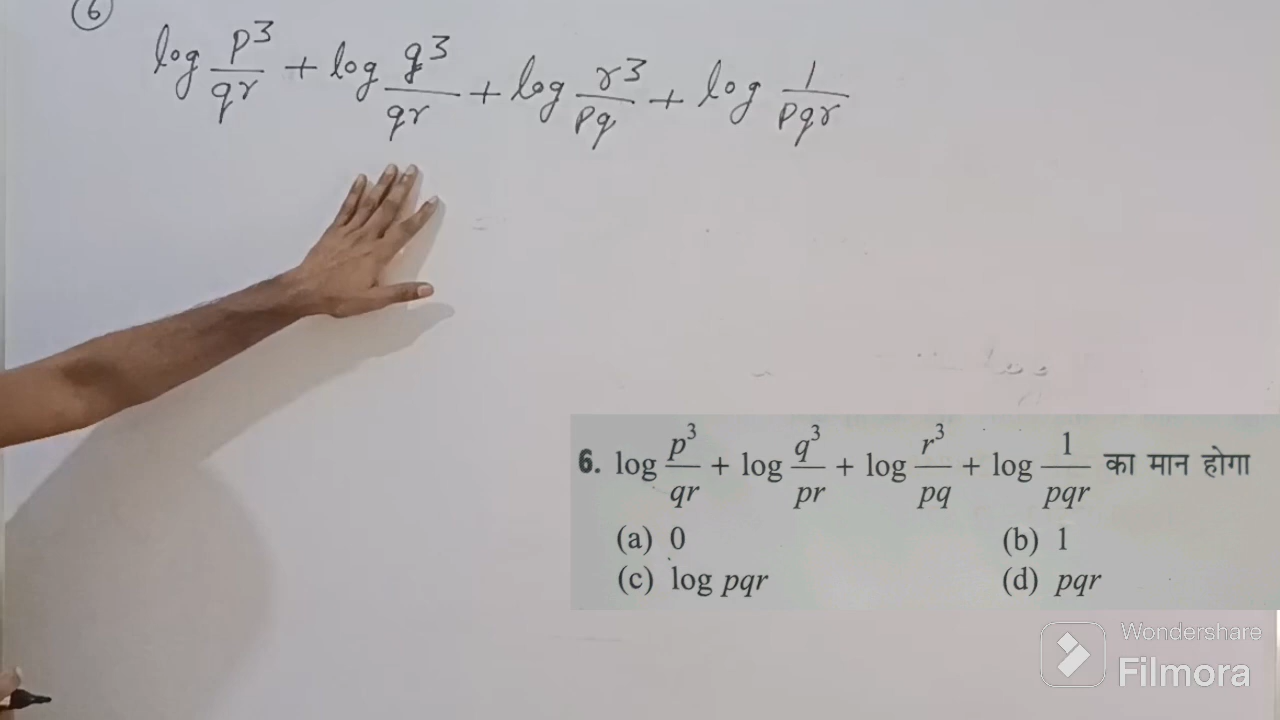 6
log p³/qr + log q³/qr + log r³/pq + log 1/pqr
6. log p³/qr + log q³/pr + log r³/pq + log 1/pqr का मान होगा
(a) 0 (b) 1
(c) log pqr (d) pqr
Wondershare
Filmora